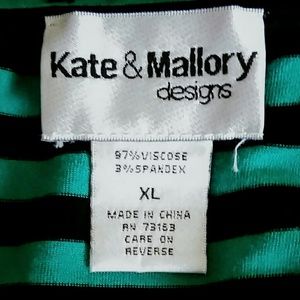 Kate & Mallory
designs
97% VISCOSE
3% SPANDEX
XL
MADE IN CHINA
RN 73163
CARE ON
REVERSE